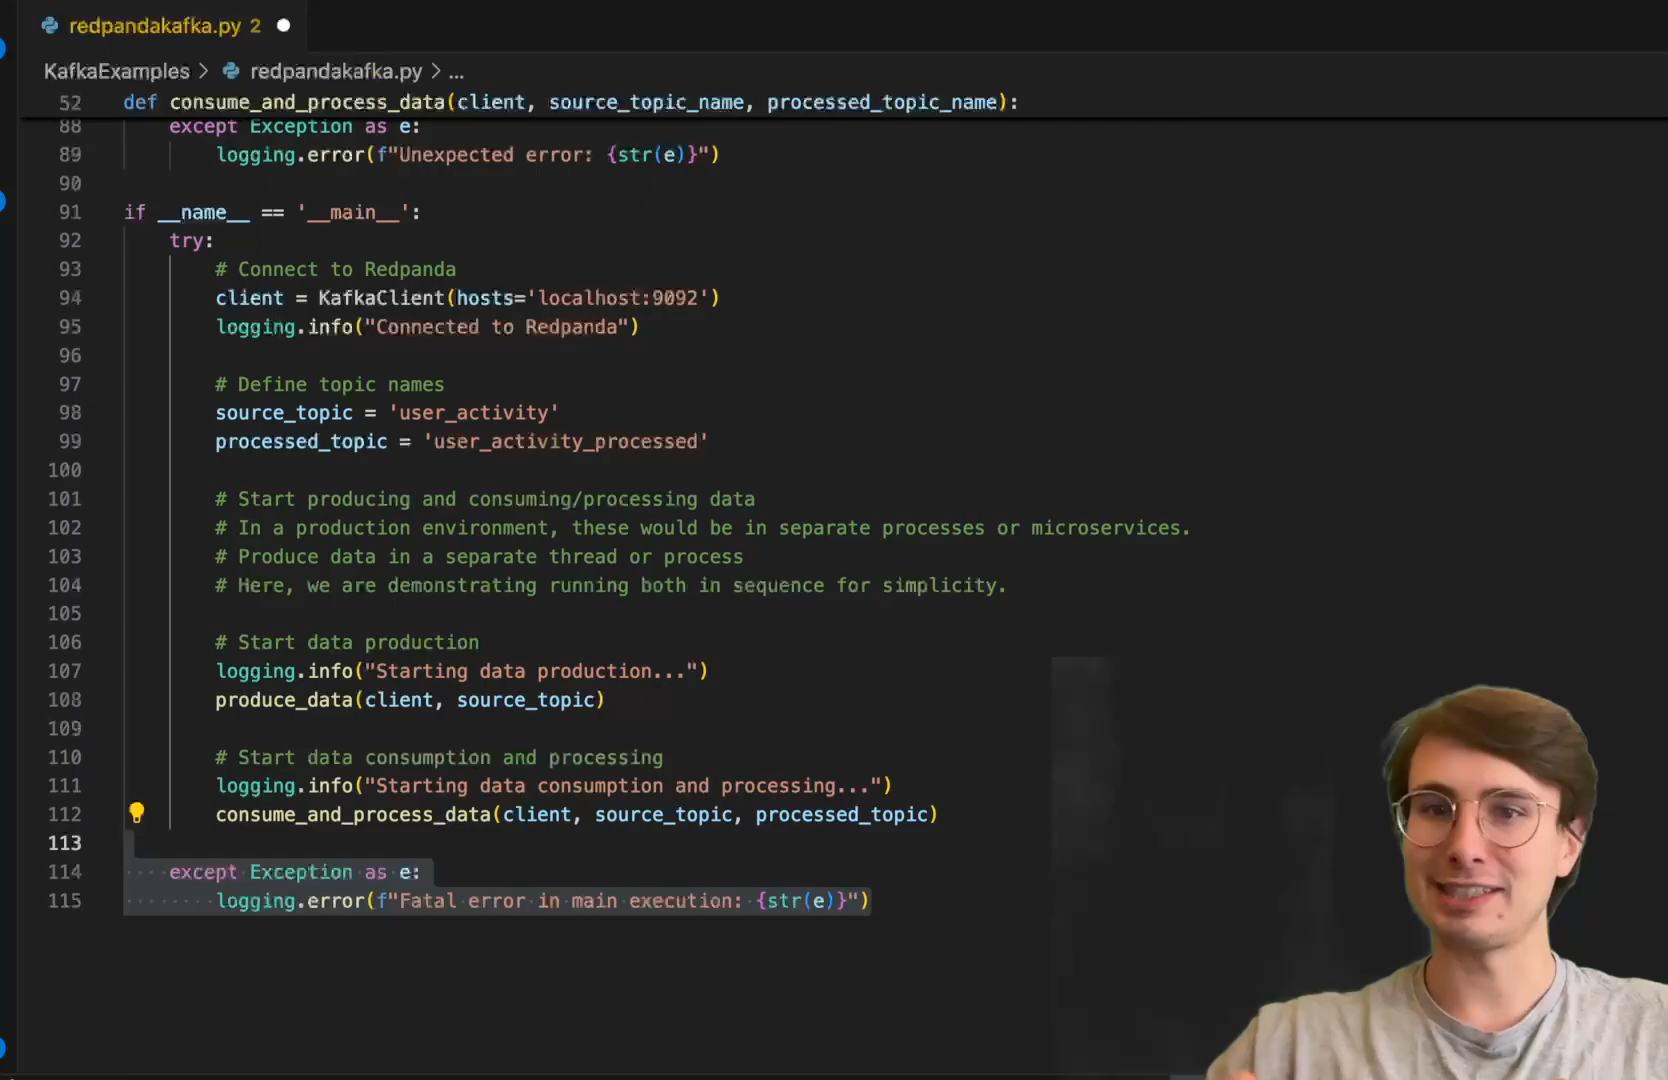 redpandakafka.py 2
KafkaExamples > redpandakafka.py > ...
52 def consume_and_process_data(client, source_topic_name, processed_topic_name):
88 except Exception as e:
89 logging.error(f"Unexpected error: {str(e)}")
90
91 if __name__ == '__main__':
92 try:
93 # Connect to Redpanda
94 client = KafkaClient(hosts='localhost:9092')
95 logging.info("Connected to Redpanda")
96
97 # Define topic names
98 source_topic = 'user_activity'
99 processed_topic = 'user_activity_processed'
100
101 # Start producing and consuming/processing data
102 # In a production environment, these would be in separate processes or microservices.
103 # Produce data in a separate thread or process
104 # Here, we are demonstrating running both in sequence for simplicity.
105
106 # Start data production
107 logging.info("Starting data production...")
108 produce_data(client, source_topic)
109
110 # Start data consumption and processing
111 logging.info("Starting data consumption and processing...")
112 consume_and_process_data(client, source_topic, processed_topic)
113
114 except Exception as e:
115 logging.error(f"Fatal error in main execution: {str(e)}")